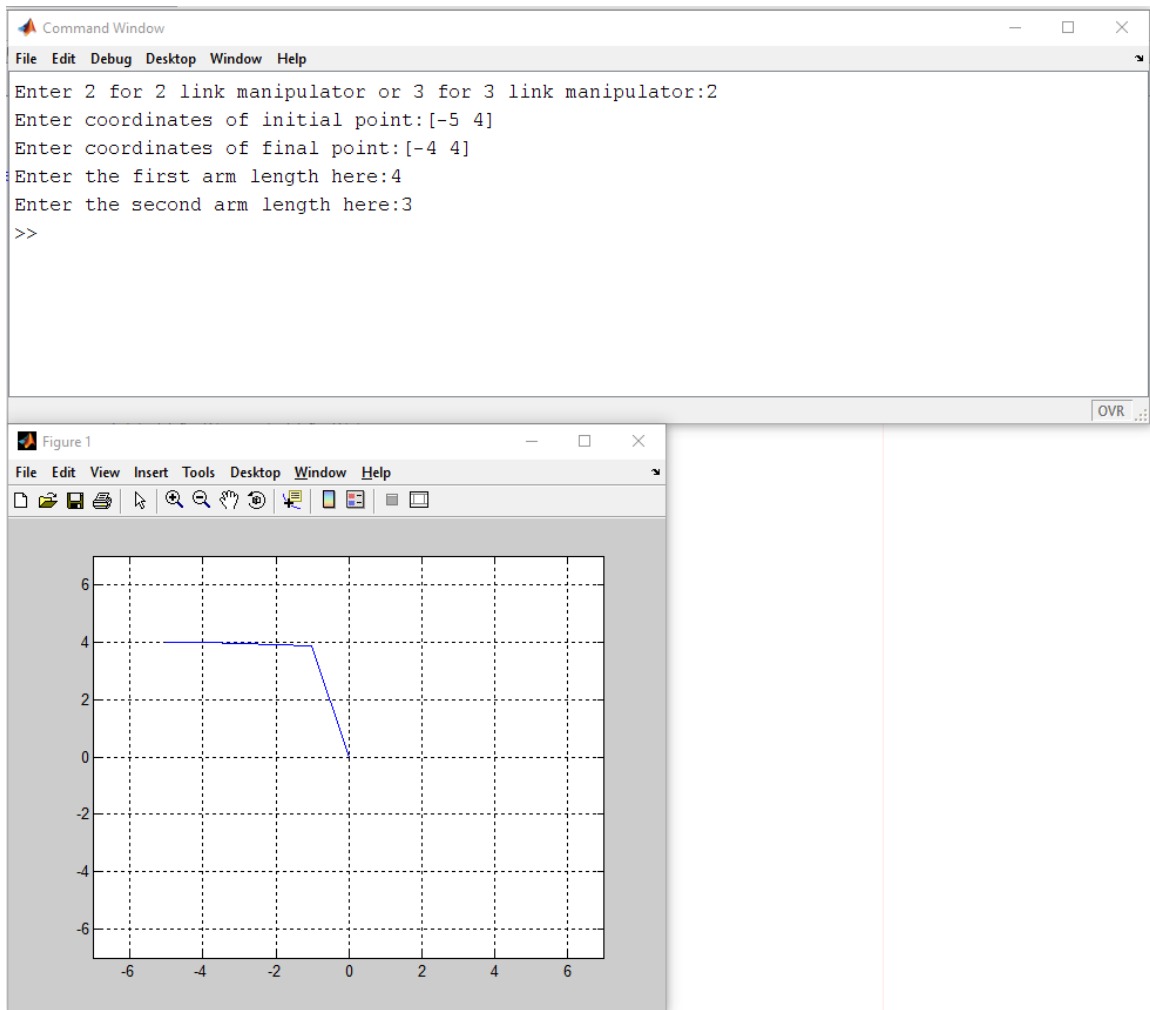 Command Window
File Edit Debug Desktop Window Help
Enter 2 for 2 link manipulator or 3 for 3 link manipulator:2
Enter coordinates of initial point:[-5 4]
Enter coordinates of final point:[-4 4]
Enter the first arm length here:4
Enter the second arm length here:3
>>
OVR
Figure 1
File Edit View Insert Tools Desktop Window Help
6
4
2
0
-2
-4
-6
-6 -4 -2 0 2 4 6